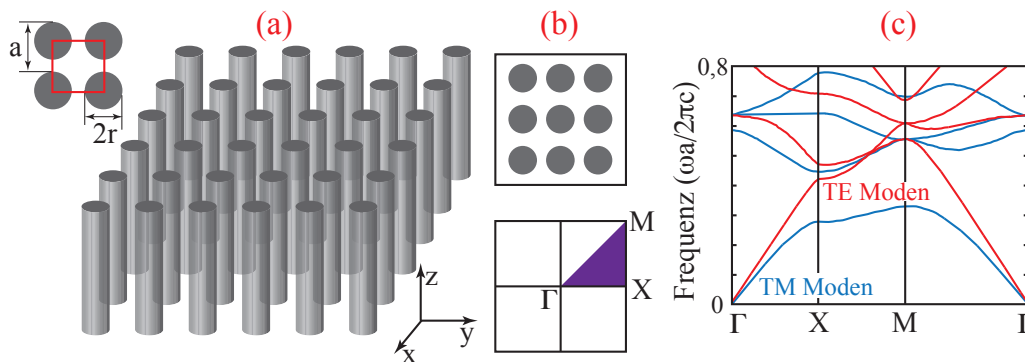 (a)
a
2r
z
y
x
(b)
M
Γ
X
(c)
Frequenz (ωa/2πc)
0,8
0
TE Moden
TM Moden
Γ
X
M
Γ